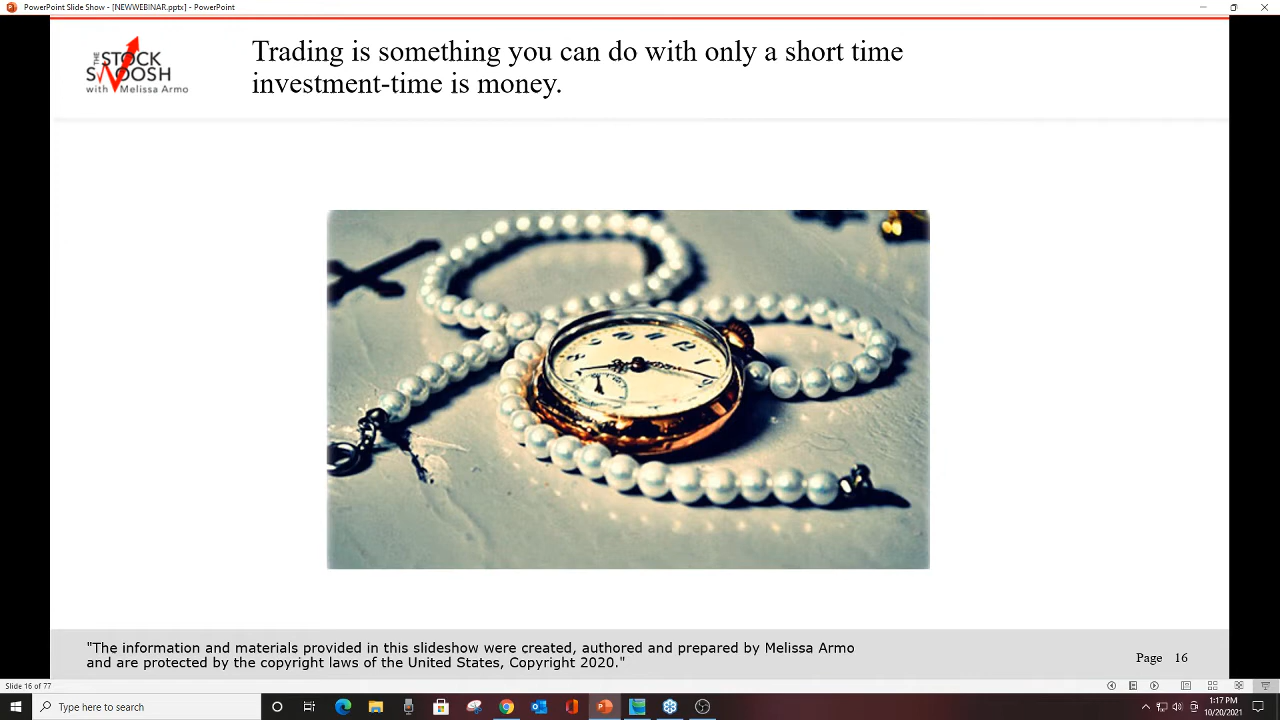 PowerPoint Slide Show - [NEWWEBINAR.pptx] - PowerPoint
THE
STOCK
SWOOSH
with Melissa Armo
Trading is something you can do with only a short time
investment-time is money.
"The information and materials provided in this slideshow were created, authored and prepared by Melissa Armo
and are protected by the copyright laws of the United States, Copyright 2020."
Page 16
Slide 16 of 77
Type here to search
1:17 PM
10/20/2021